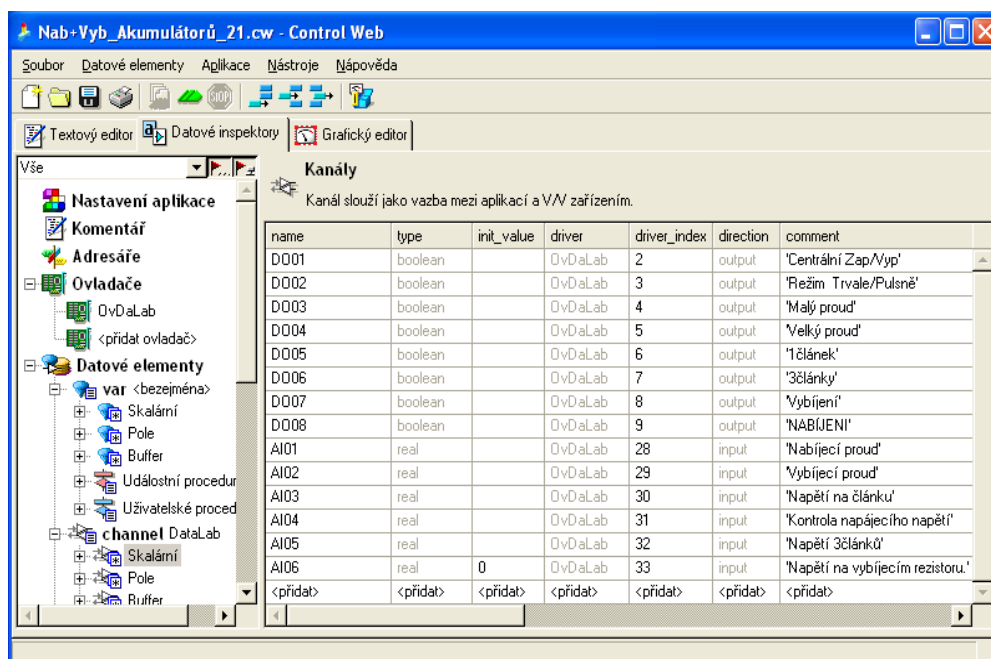 Nab+Vyb_Akumulátorů_21.cw - Control Web
Soubor Datové elementy Aplikace Nástroje Nápověda
STOP
Textový editor Datové inspektory Grafický editor
Vše
Nastavení aplikace
Komentář
Adresáře
Ovladače
OvDaLab
<přidat ovladač>
Datové elementy
var <bezejména>
Skalární
Pole
Buffer
Událostní procedur
Uživatelské proced
channel DataLab
Skalární
Pole
Buffer
Kanály
Kanál slouží jako vazba mezi aplikací a V/V zařízením.
name type init_value driver driver_index direction comment
DO01 boolean OvDaLab 2 output 'Centrální Zap/Vyp'
DO02 boolean OvDaLab 3 output 'Režim Trvale/Pulsně'
DO03 boolean OvDaLab 4 output 'Malý proud'
DO04 boolean OvDaLab 5 output 'Velký proud'
DO05 boolean OvDaLab 6 output '1článek'
DO06 boolean OvDaLab 7 output '3články'
DO07 boolean OvDaLab 8 output 'Vybíjení'
DO08 boolean OvDaLab 9 output 'NABÍJENI'
AI01 real OvDaLab 28 input 'Nabíjecí proud'
AI02 real OvDaLab 29 input 'Vybíjecí proud'
AI03 real OvDaLab 30 input 'Napětí na článku'
AI04 real OvDaLab 31 input 'Kontrola napájecího napětí'
AI05 real OvDaLab 32 input 'Napětí 3článků'
AI06 real 0 OvDaLab 33 input 'Napětí na vybíjecím rezistoru.'
<přidat> <přidat> <přidat> <přidat> <přidat> <přidat> <přidat>